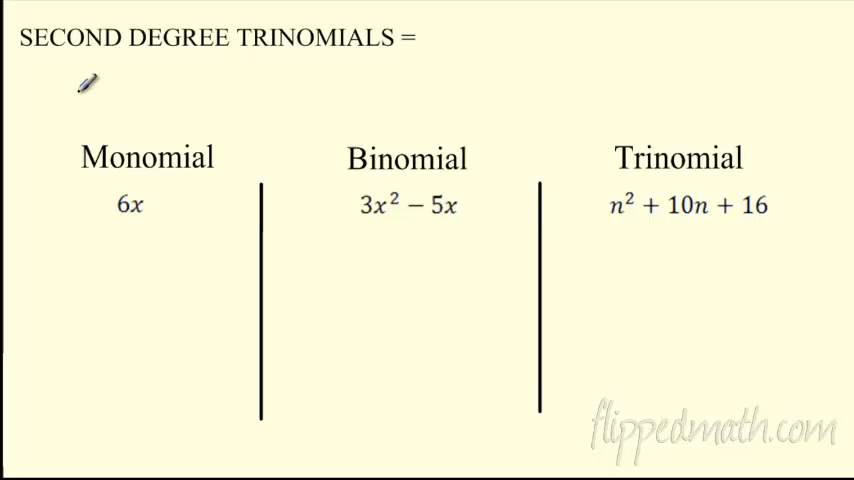 SECOND DEGREE TRINOMIALS =
Monomial Binomial Trinomial
6x 3x² − 5x n² + 10n + 16
flippedmath.com